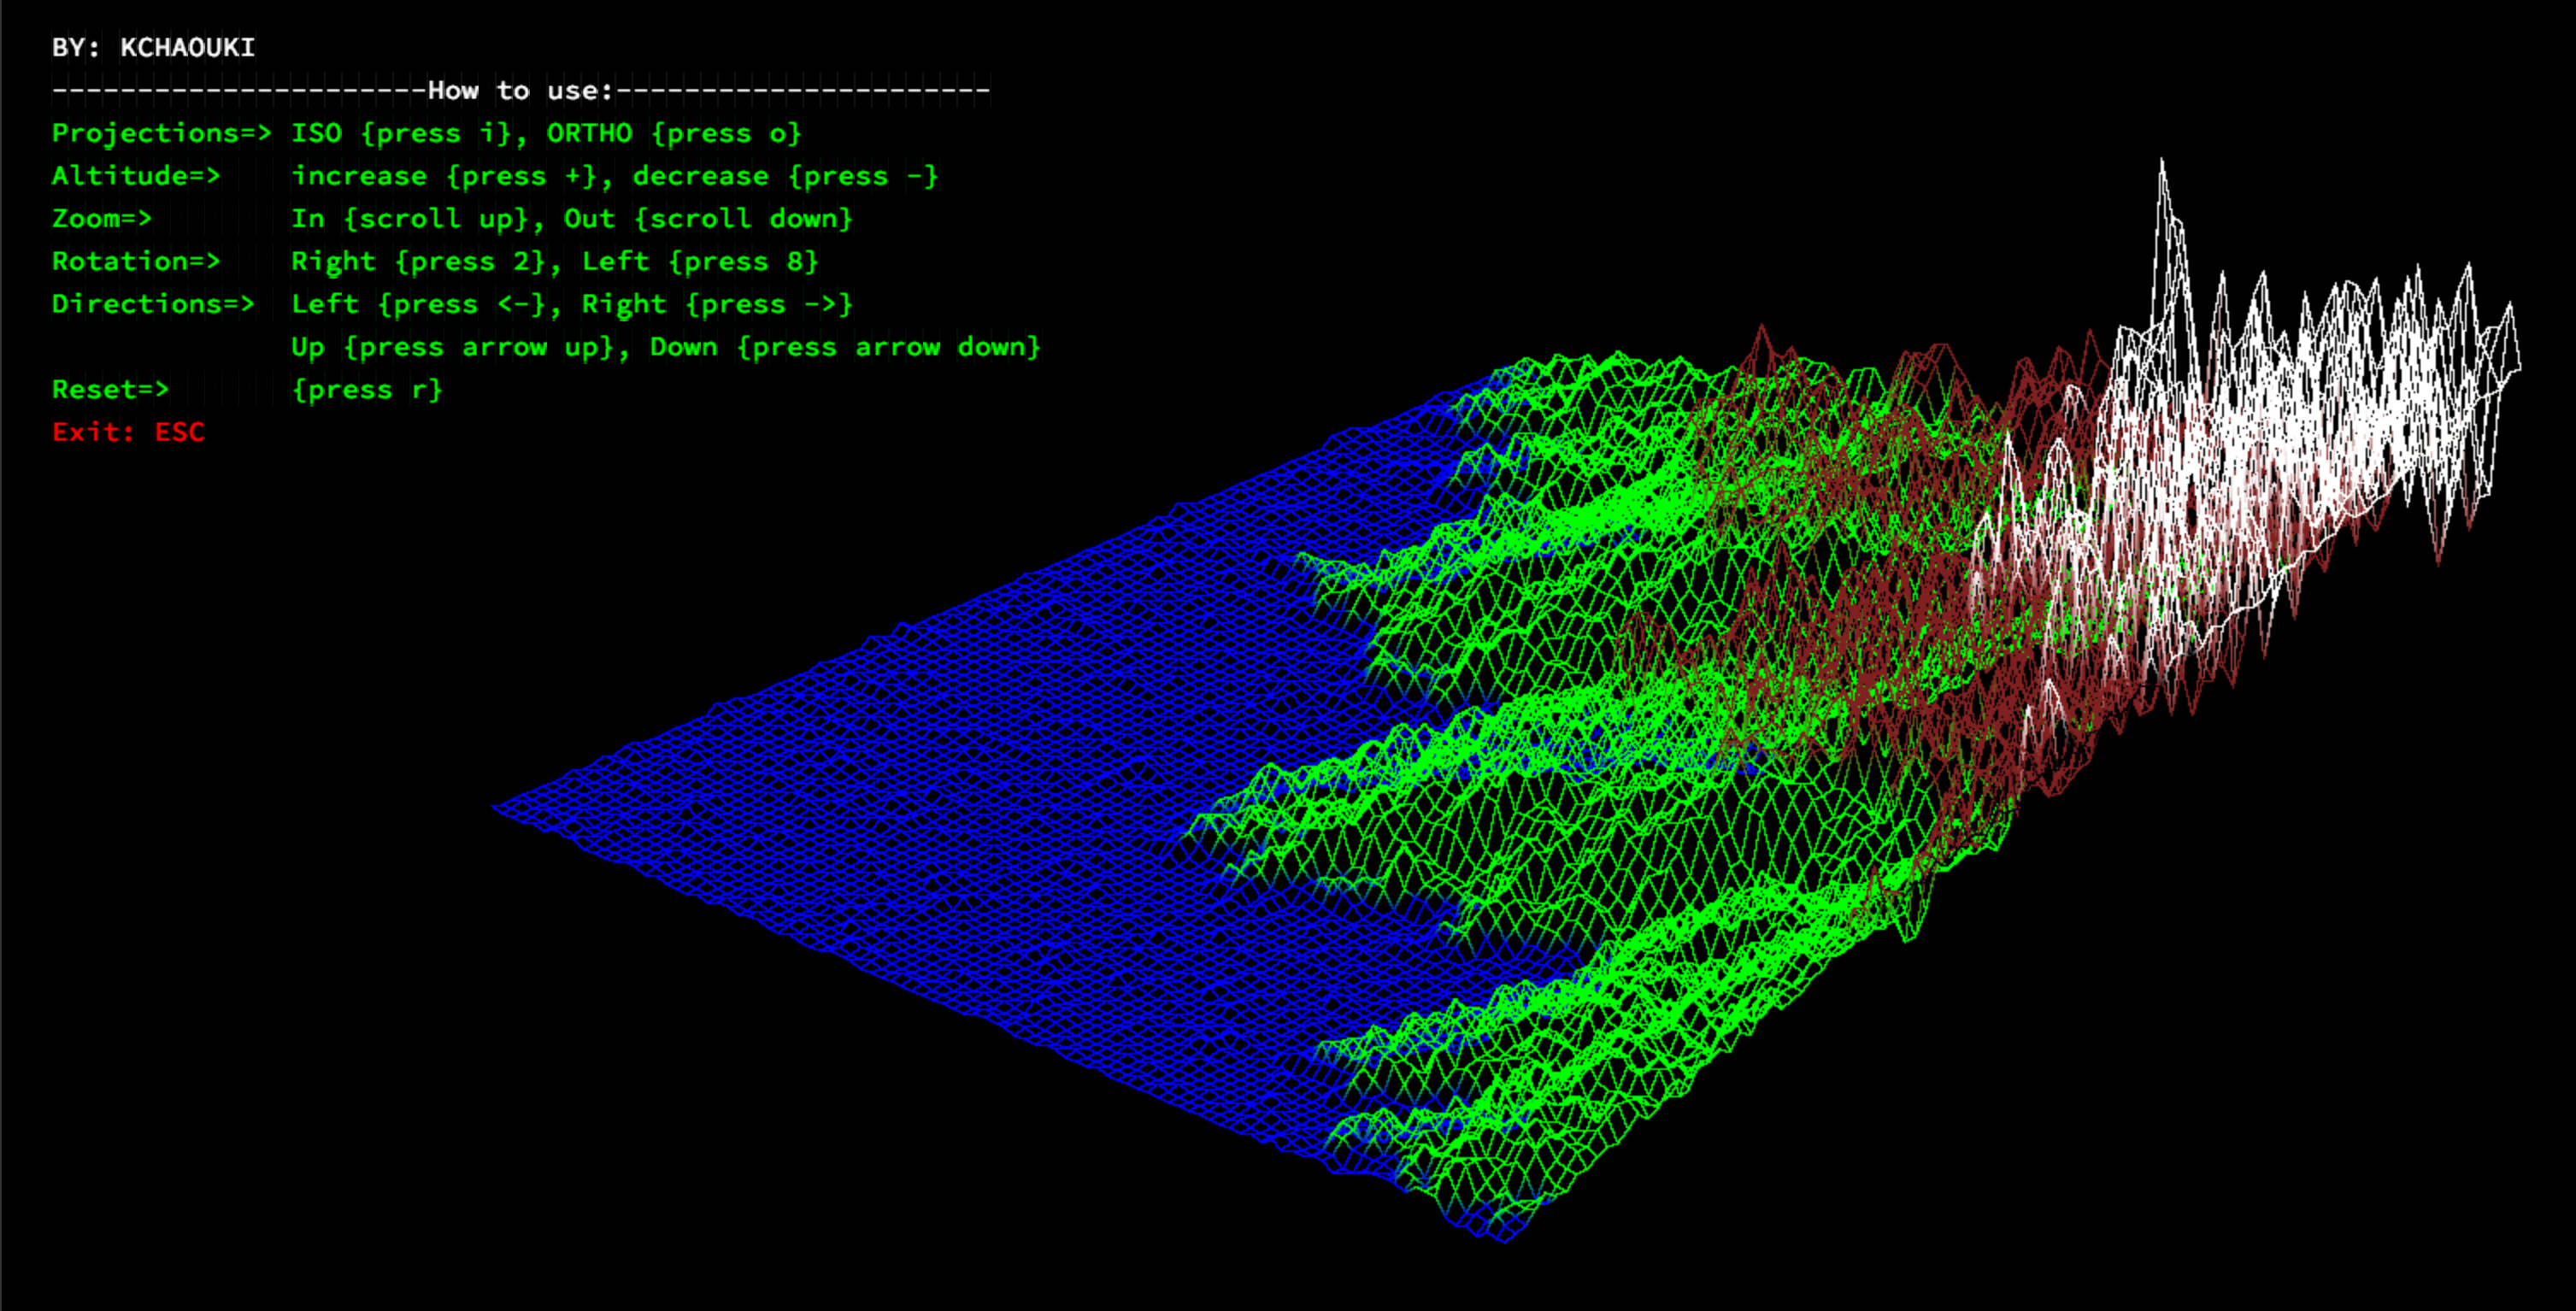 BY: KCHAOUKI
----------------------How to use:----------------------
Projections=> ISO {press i}, ORTHO {press o}
Altitude=>    increase {press +}, decrease {press -}
Zoom=>        In {scroll up}, Out {scroll down}
Rotation=>    Right {press 2}, Left {press 8}
Directions=>  Left {press <-}, Right {press ->}
              Up {press arrow up}, Down {press arrow down}
Reset=>       {press r}
Exit: ESC